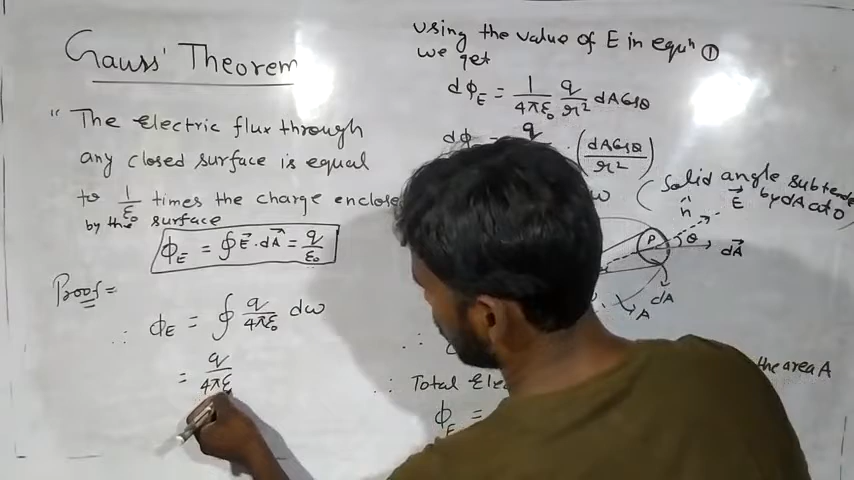 Gauss' Theorem
" The Electric flux through
any closed surface is equal
to 1/ε₀ times the charge enclose
by the surface
ϕ_E = ∮ E⃗ · dA⃗ = q/ε₀
Proof =
∴ ϕ_E = ∮ q/4πε₀ dω
= q/4πε
using the value of E in equⁿ ①
we get
dϕ_E = 1/4πε₀ q/r² dA Cosθ
dϕ = q · (dA Cosθ/r²)
ω (Solid angle subtende
by dA at O)
n̂ E⃗
P θ dA⃗
dA
A
∴
∴ Total Ele the area A
ϕ_E =